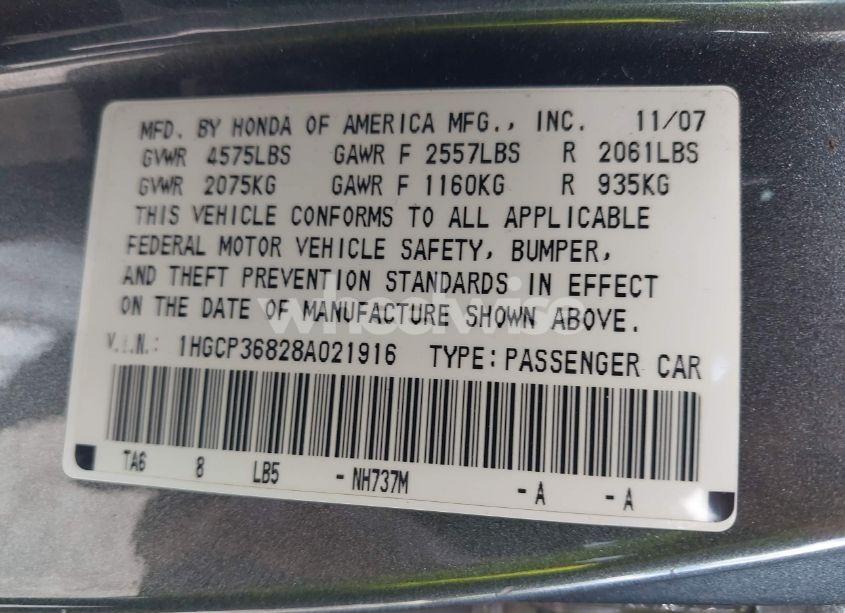 MFD. BY HONDA OF AMERICA MFG., INC. 11/07
GVWR 4575LBS GAWR F 2557LBS R 2061LBS
GVWR 2075KG GAWR F 1160KG R 935KG
THIS VEHICLE CONFORMS TO ALL APPLICABLE
FEDERAL MOTOR VEHICLE SAFETY, BUMPER,
AND THEFT PREVENTION STANDARDS IN EFFECT
ON THE DATE OF MANUFACTURE SHOWN ABOVE.
wheelwise
V.I.N.: 1HGCP36828A021916 TYPE: PASSENGER CAR
TA6 8 LB5 - NH737M - A - A